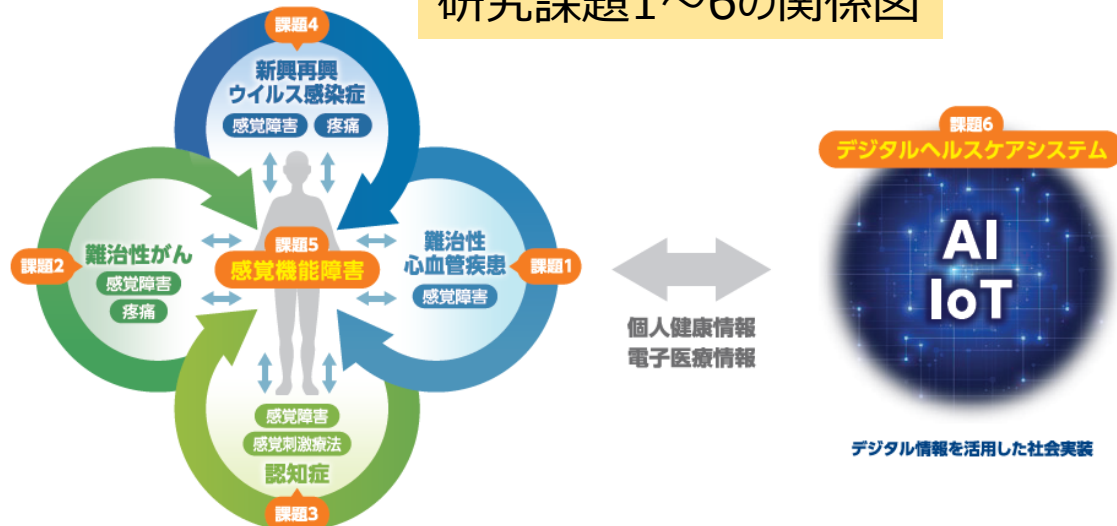 研究課題1～6の関係図
課題4
新興再興
ウイルス感染症
感覚障害 疼痛
課題2
難治性がん
感覚障害
疼痛
課題5
感覚機能障害
難治性
心血管疾患
感覚障害
課題1
感覚障害
感覚刺激療法
認知症
課題3
個人健康情報
電子医療情報
課題6
デジタルヘルスケアシステム
AI
IoT
デジタル情報を活用した社会実装